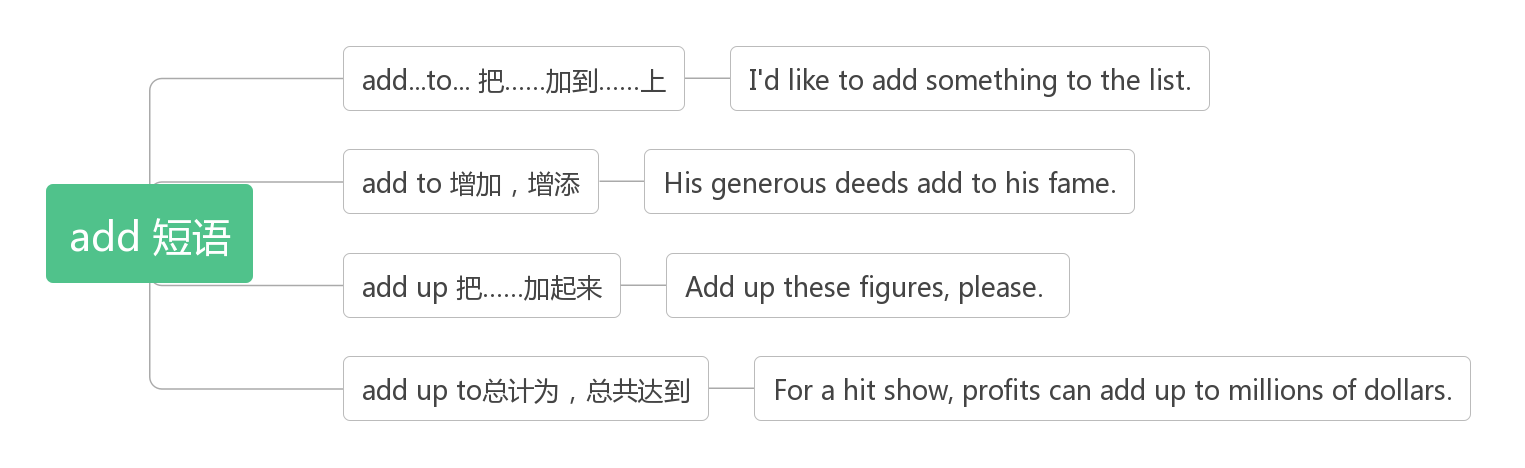 add 短语
add...to... 把……加到……上
I'd like to add something to the list.
add to 增加，增添
His generous deeds add to his fame.
add up 把……加起来
Add up these figures, please.
add up to总计为，总共达到
For a hit show, profits can add up to millions of dollars.